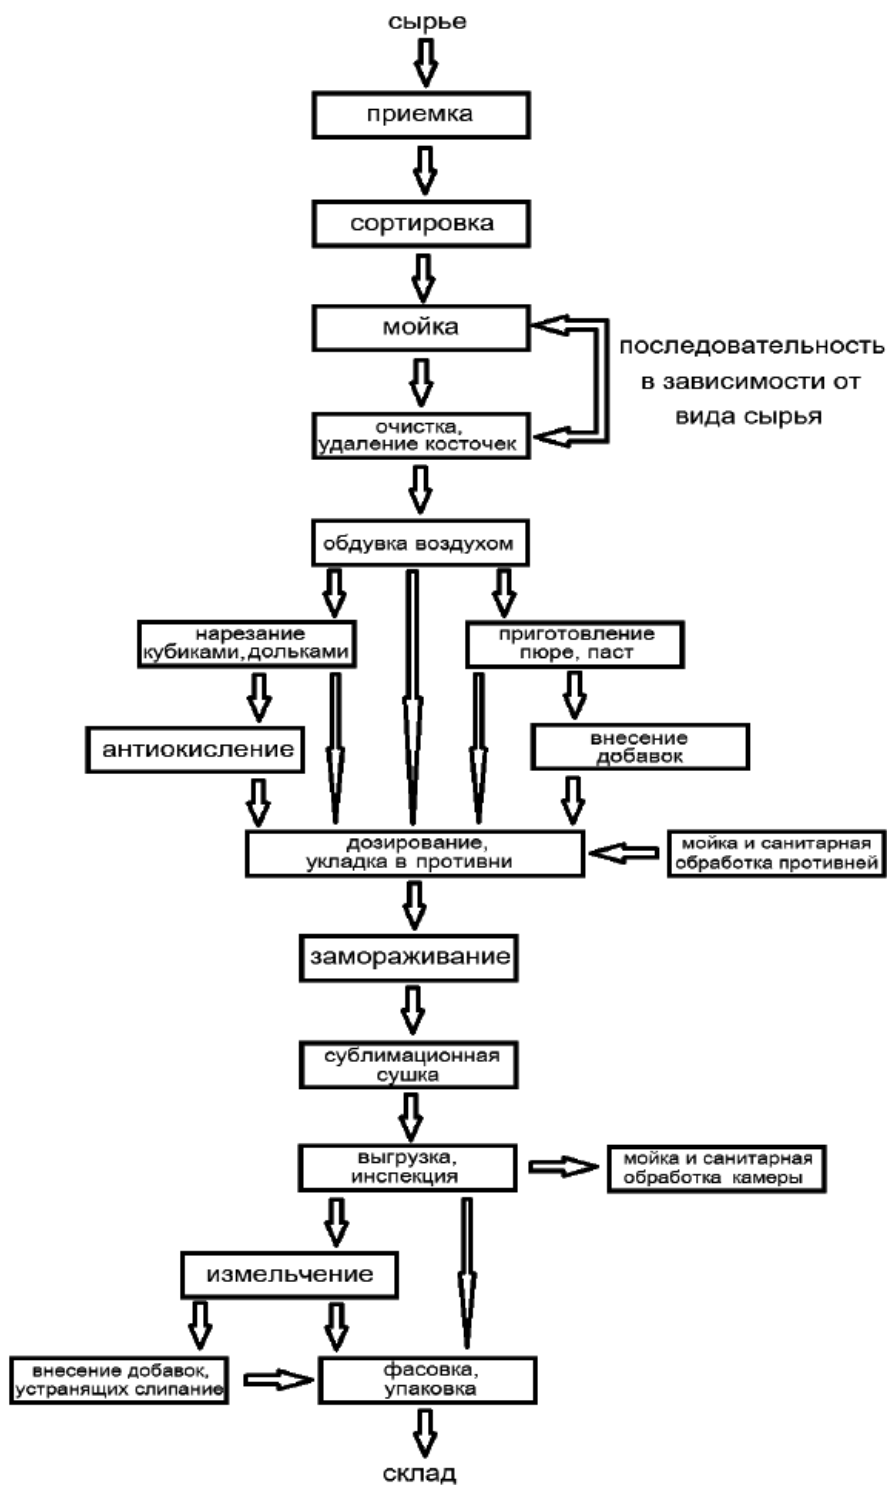 сырье
приемка
сортировка
мойка
последовательность
в зависимости от
вида сырья
очистка,
удаление косточек
обдувка воздухом
нарезание
кубиками, дольками
приготовление
пюре, паст
антиокисление
внесение
добавок
дозирование,
укладка в противни
мойка и санитарная
обработка противней
замораживание
сублимационная
сушка
выгрузка,
инспекция
мойка и санитарная
обработка камеры
измельчение
внесение добавок,
устранящих слипание
фасовка,
упаковка
склад